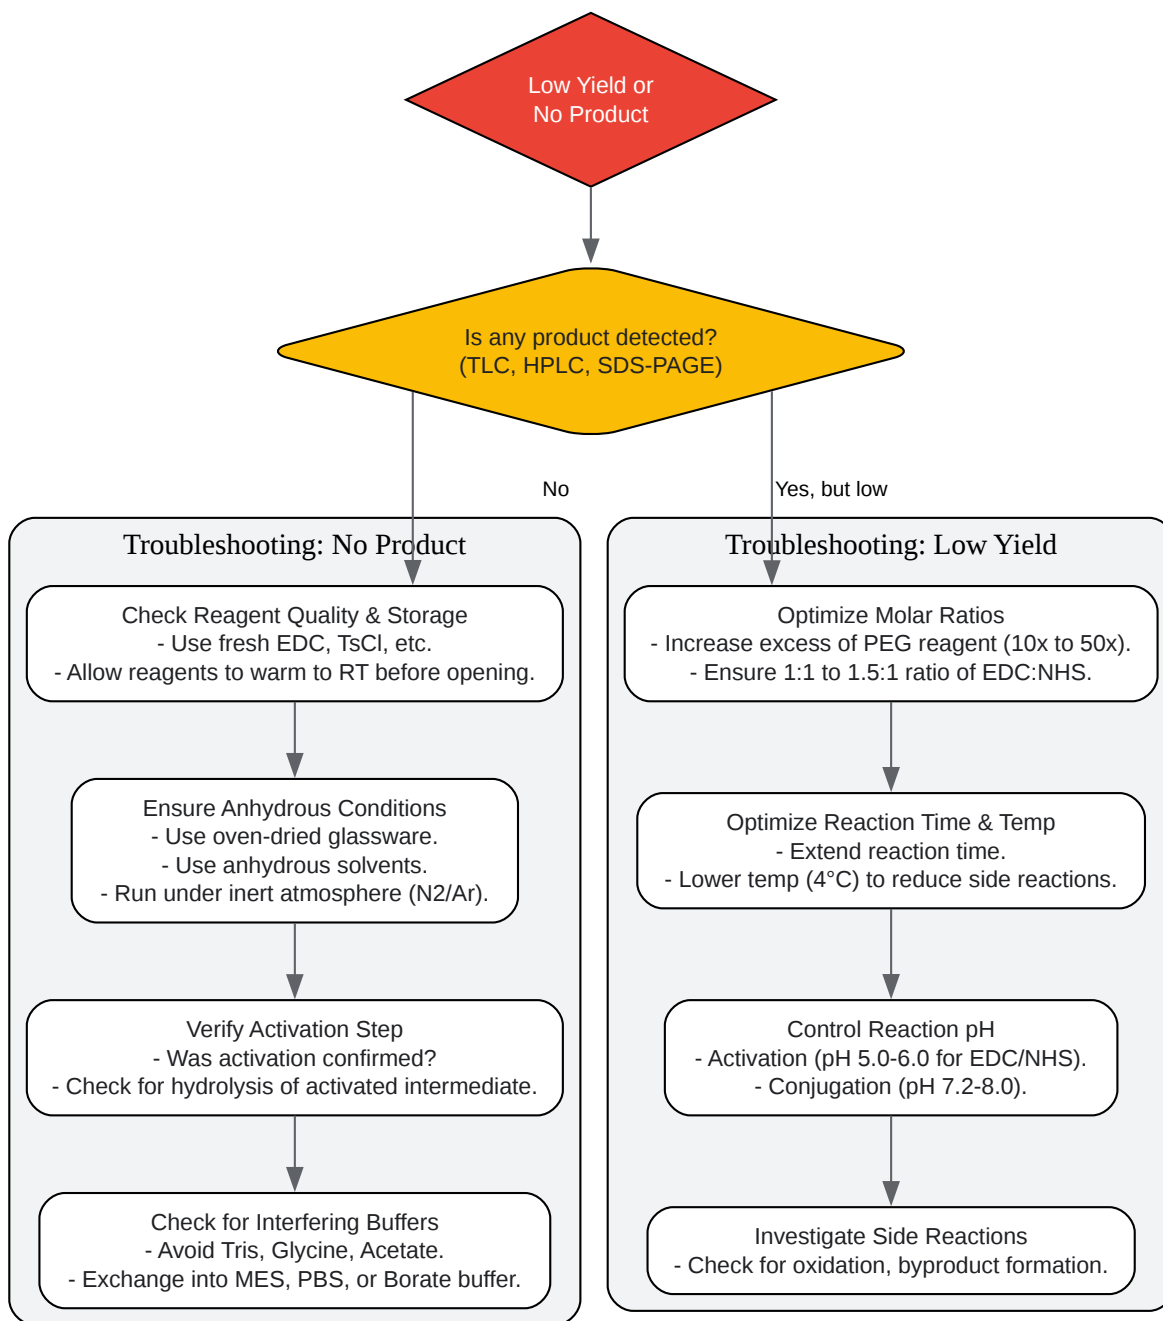 Low Yield or
No Product
Is any product detected?
(TLC, HPLC, SDS-PAGE)
No
Yes, but low
Troubleshooting: No Product
Check Reagent Quality & Storage
- Use fresh EDC, TsCl, etc.
- Allow reagents to warm to RT before opening.
Ensure Anhydrous Conditions
- Use oven-dried glassware.
- Use anhydrous solvents.
- Run under inert atmosphere (N2/Ar).
Verify Activation Step
- Was activation confirmed?
- Check for hydrolysis of activated intermediate.
Check for Interfering Buffers
- Avoid Tris, Glycine, Acetate.
- Exchange into MES, PBS, or Borate buffer.
Troubleshooting: Low Yield
Optimize Molar Ratios
- Increase excess of PEG reagent (10x to 50x).
- Ensure 1:1 to 1.5:1 ratio of EDC:NHS.
Optimize Reaction Time & Temp
- Extend reaction time.
- Lower temp (4°C) to reduce side reactions.
Control Reaction pH
- Activation (pH 5.0-6.0 for EDC/NHS).
- Conjugation (pH 7.2-8.0).
Investigate Side Reactions
- Check for oxidation, byproduct formation.